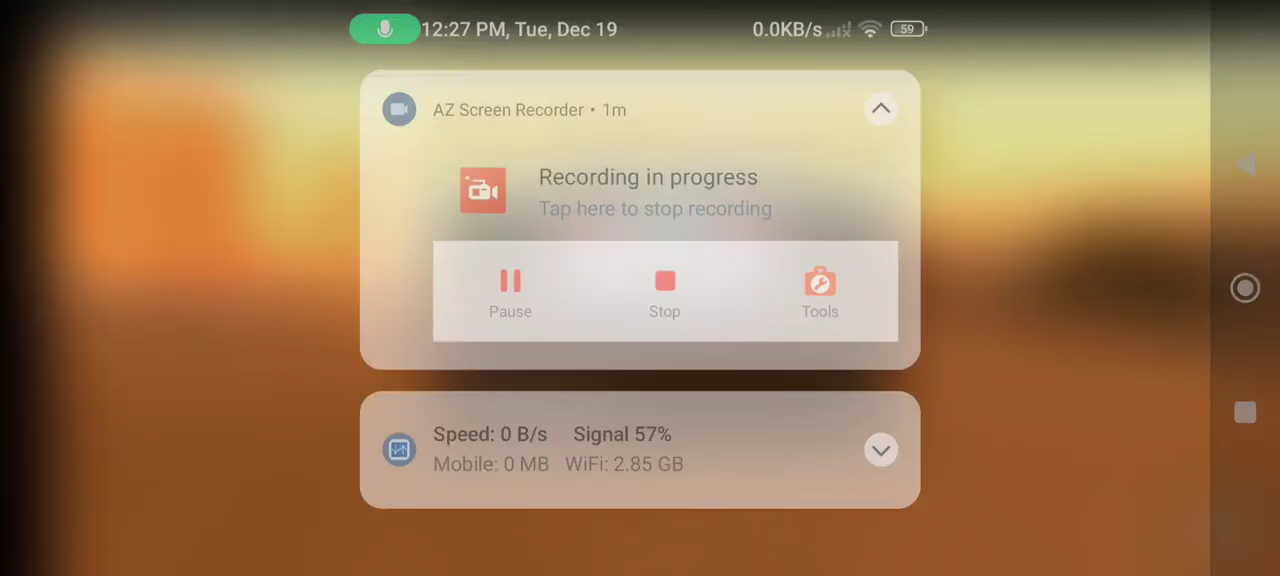 12:27 PM, Tue, Dec 19 0.0KB/s 59
AZ Screen Recorder • 1m
Recording in progress
Tap here to stop recording
Pause Stop Tools
Speed: 0 B/s Signal 57%
Mobile: 0 MB WiFi: 2.85 GB